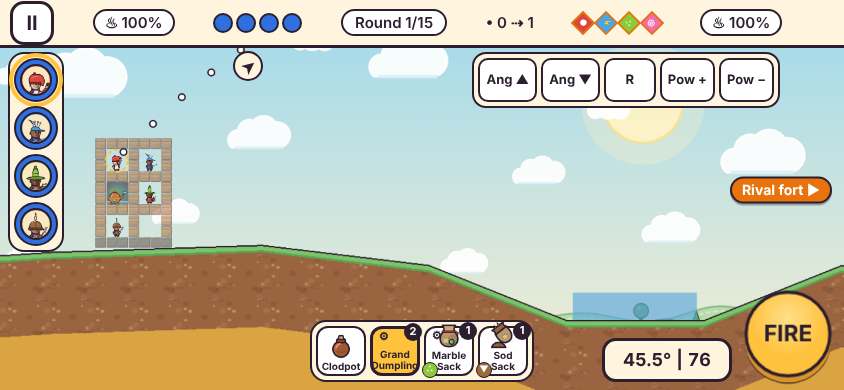 100%
Round 1/15
• 0 ⇢ 1
100%
Ang ▲
Ang ▼
R
Pow +
Pow −
Rival fort ▶
Clodpot
2
Grand
Dumpling
1
Marble
Sack
1
Sod
Sack
45.5° | 76
FIRE